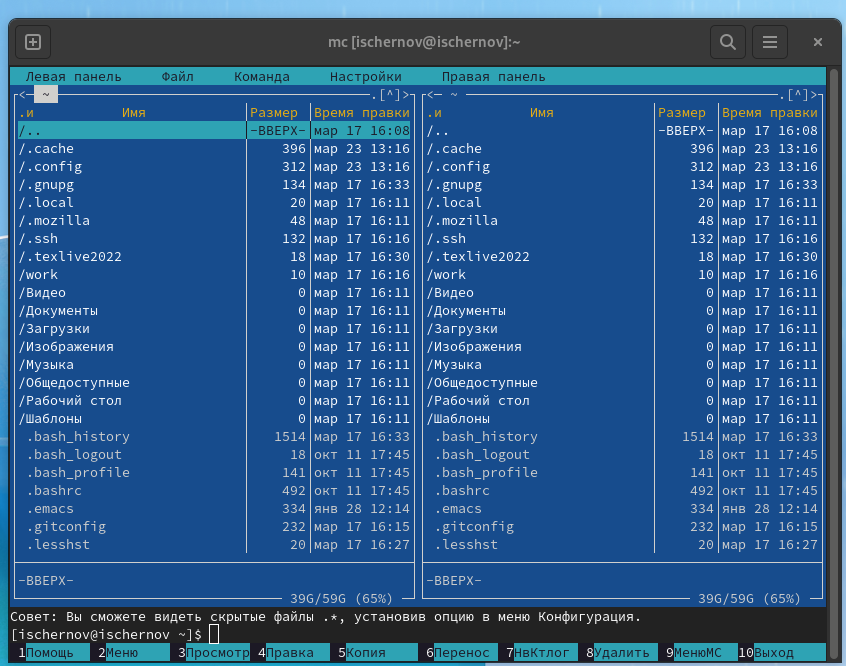 mc [ischernov@ischernov]:~
Левая панель Файл Команда Настройки Правая панель
<─ ~ .[^]> <─ ~ .[^]>
.и Имя Размер Время правки .и Имя Размер Время правки
/.. -ВВЕРХ- мар 17 16:08 /.. -ВВЕРХ- мар 17 16:08
/.cache 396 мар 23 13:16 /.cache 396 мар 23 13:16
/.config 312 мар 23 13:16 /.config 312 мар 23 13:16
/.gnupg 134 мар 17 16:33 /.gnupg 134 мар 17 16:33
/.local 20 мар 17 16:11 /.local 20 мар 17 16:11
/.mozilla 48 мар 17 16:11 /.mozilla 48 мар 17 16:11
/.ssh 132 мар 17 16:16 /.ssh 132 мар 17 16:16
/.texlive2022 18 мар 17 16:30 /.texlive2022 18 мар 17 16:30
/work 10 мар 17 16:16 /work 10 мар 17 16:16
/Видео 0 мар 17 16:11 /Видео 0 мар 17 16:11
/Документы 0 мар 17 16:11 /Документы 0 мар 17 16:11
/Загрузки 0 мар 17 16:11 /Загрузки 0 мар 17 16:11
/Изображения 0 мар 17 16:11 /Изображения 0 мар 17 16:11
/Музыка 0 мар 17 16:11 /Музыка 0 мар 17 16:11
/Общедоступные 0 мар 17 16:11 /Общедоступные 0 мар 17 16:11
/Рабочий стол 0 мар 17 16:11 /Рабочий стол 0 мар 17 16:11
/Шаблоны 0 мар 17 16:11 /Шаблоны 0 мар 17 16:11
.bash_history 1514 мар 17 16:33 .bash_history 1514 мар 17 16:33
.bash_logout 18 окт 11 17:45 .bash_logout 18 окт 11 17:45
.bash_profile 141 окт 11 17:45 .bash_profile 141 окт 11 17:45
.bashrc 492 окт 11 17:45 .bashrc 492 окт 11 17:45
.emacs 334 янв 28 12:14 .emacs 334 янв 28 12:14
.gitconfig 232 мар 17 16:15 .gitconfig 232 мар 17 16:15
.lesshst 20 мар 17 16:27 .lesshst 20 мар 17 16:27
-ВВЕРХ- -ВВЕРХ-
39G/59G (65%) 39G/59G (65%)
Совет: Вы сможете видеть скрытые файлы .*, установив опцию в меню Конфигурация.
[ischernov@ischernov ~]$
1Помощь 2Меню 3Просмотр 4Правка 5Копия 6Перенос 7НвКтлог 8Удалить 9МенюMC 10Выход